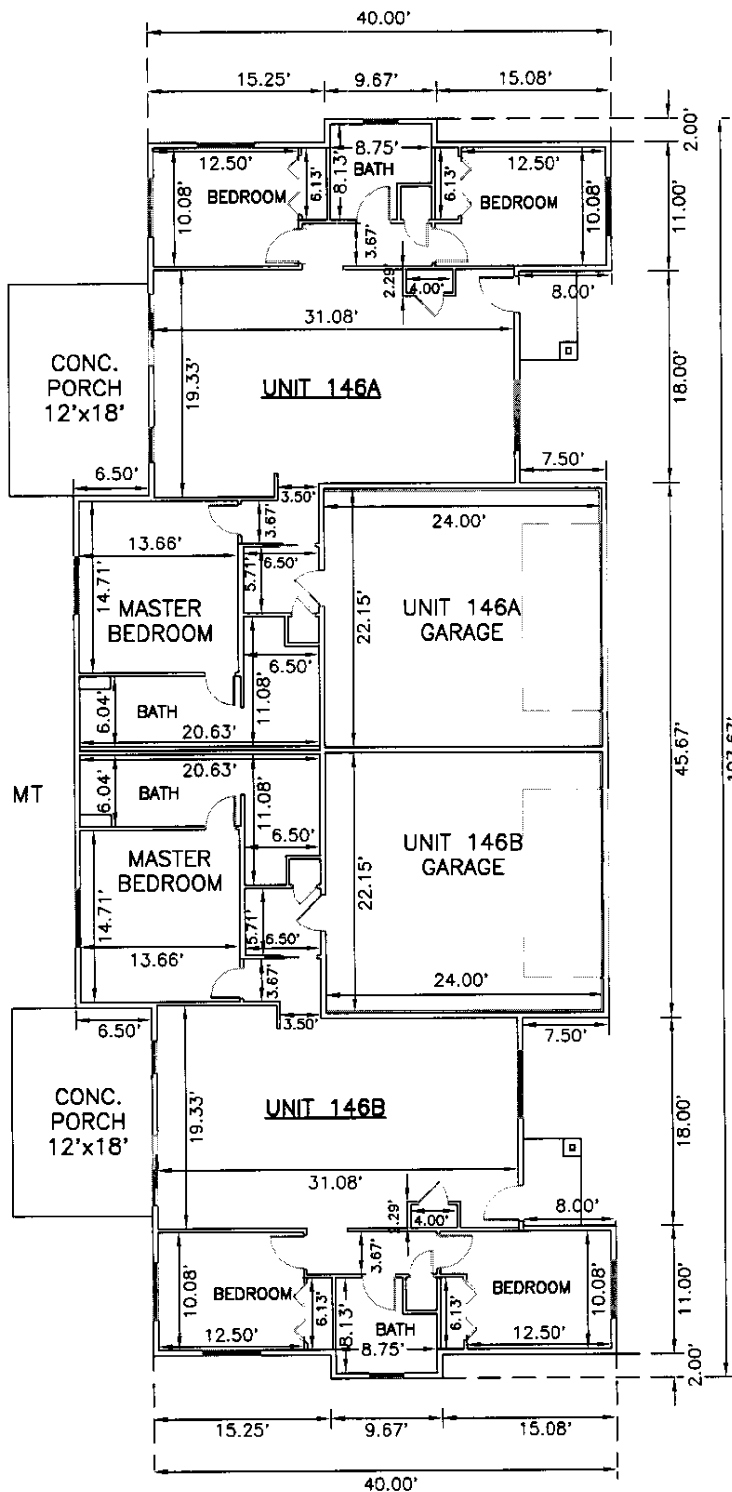 40.00'
15.25' 9.67' 15.08'
2.00'
8.75'
8.13'
BATH
12.50'
10.08'
BEDROOM
6.13'
6.13'
12.50'
BEDROOM
10.08'
11.00'
3.67'
2.29'
4.00'
8.00'
31.08'
CONC.
PORCH
12'x18'
19.33'
UNIT 146A
18.00'
6.50'
3.50'
7.50'
3.67'
24.00'
13.66'
14.71'
5.71'
6.50'
MASTER
BEDROOM
22.15'
UNIT 146A
GARAGE
6.50'
11.08'
6.04'
BATH
20.63'
45.67'
MT
20.63'
6.04'
BATH
11.08'
6.50'
MASTER
BEDROOM
14.71'
22.15'
UNIT 146B
GARAGE
5.71'
6.50'
13.66'
3.67'
24.00'
6.50'
3.50'
7.50'
CONC.
PORCH
12'x18'
19.33'
UNIT 146B
18.00'
31.08'
4.00'
8.00'
3.67'
10.08'
BEDROOM
6.13'
12.50'
8.13'
BATH
8.75'
6.13'
BEDROOM
10.08'
12.50'
11.00'
2.00'
15.25' 9.67' 15.08'
40.00'